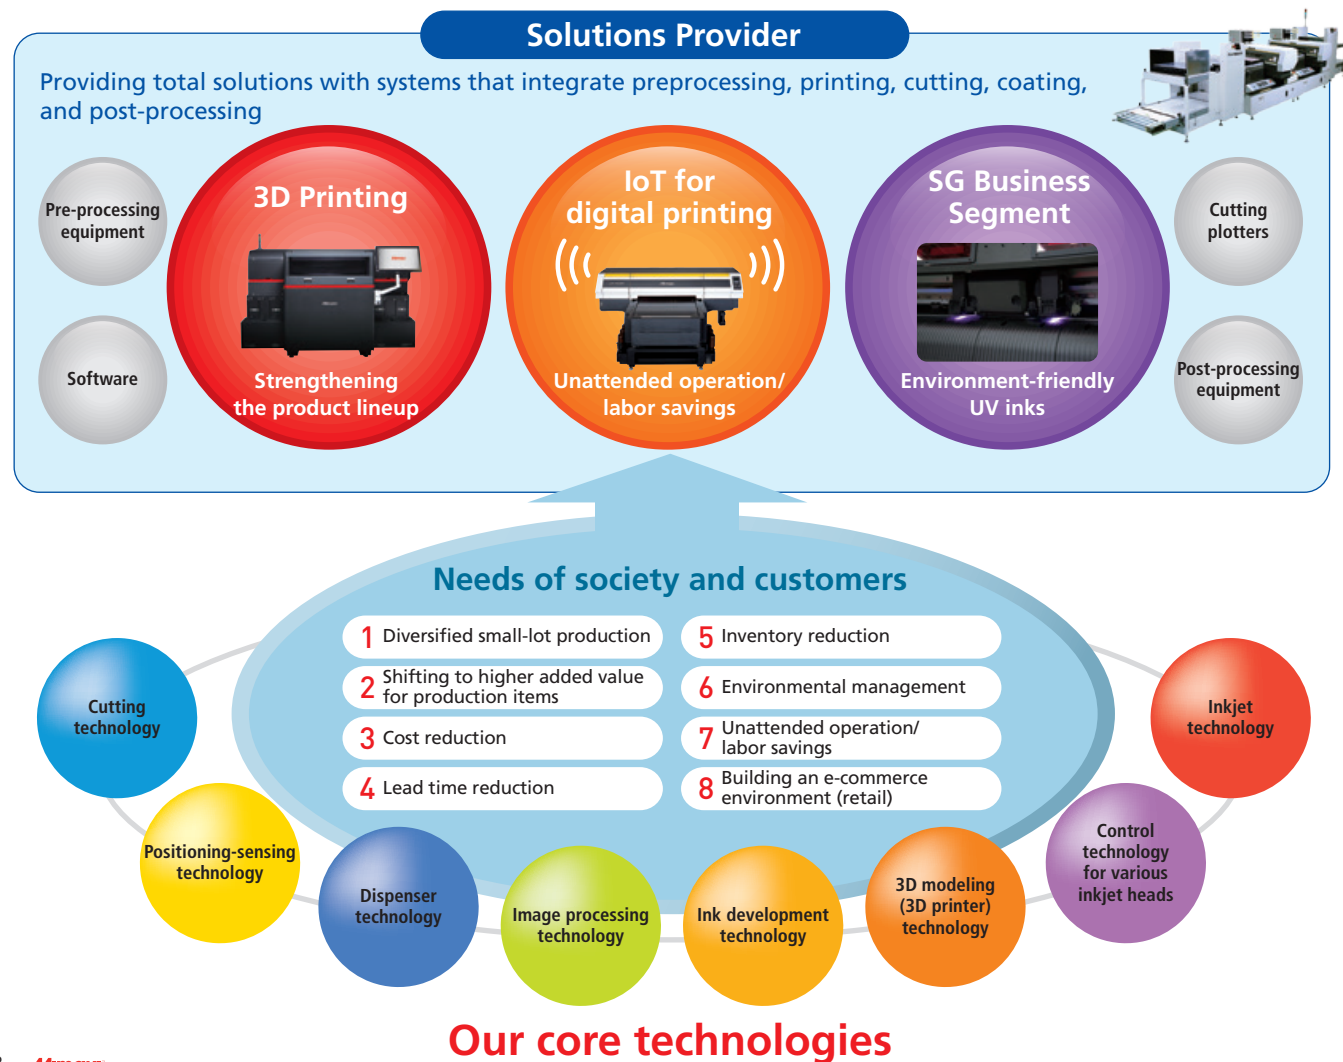 Solutions Provider
Providing total solutions with systems that integrate preprocessing, printing, cutting, coating,
and post-processing
Pre-processing
equipment
Software
3D Printing
Strengthening
the product lineup
IoT for
digital printing
Unattended operation/
labor savings
SG Business
Segment
Environment-friendly
UV inks
Cutting
plotters
Post-processing
equipment
Needs of society and customers
1 Diversified small-lot production
2 Shifting to higher added value
for production items
3 Cost reduction
4 Lead time reduction
5 Inventory reduction
6 Environmental management
7 Unattended operation/
labor savings
8 Building an e-commerce
environment (retail)
Cutting
technology
Positioning-sensing
technology
Dispenser
technology
Image processing
technology
Ink development
technology
3D modeling
(3D printer)
technology
Control
technology
for various
inkjet heads
Inkjet
technology
Our core technologies